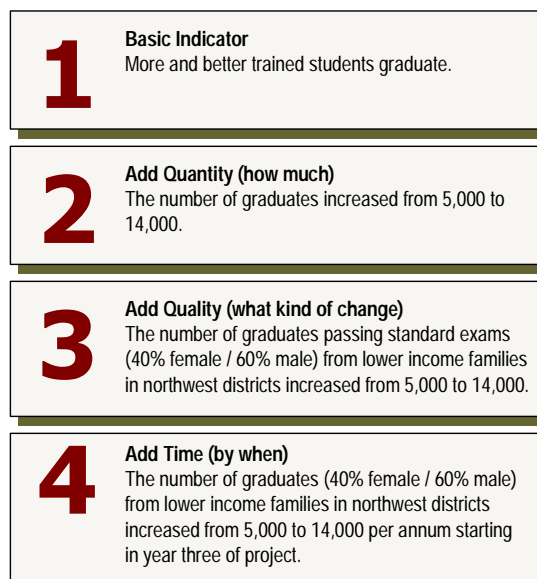 1
Basic Indicator
More and better trained students graduate.
2
Add Quantity (how much)
The number of graduates increased from 5,000 to
14,000.
3
Add Quality (what kind of change)
The number of graduates passing standard exams
(40% female / 60% male) from lower income families
in northwest districts increased from 5,000 to 14,000.
4
Add Time (by when)
The number of graduates (40% female / 60% male)
from lower income families in northwest districts
increased from 5,000 to 14,000 per annum starting
in year three of project.